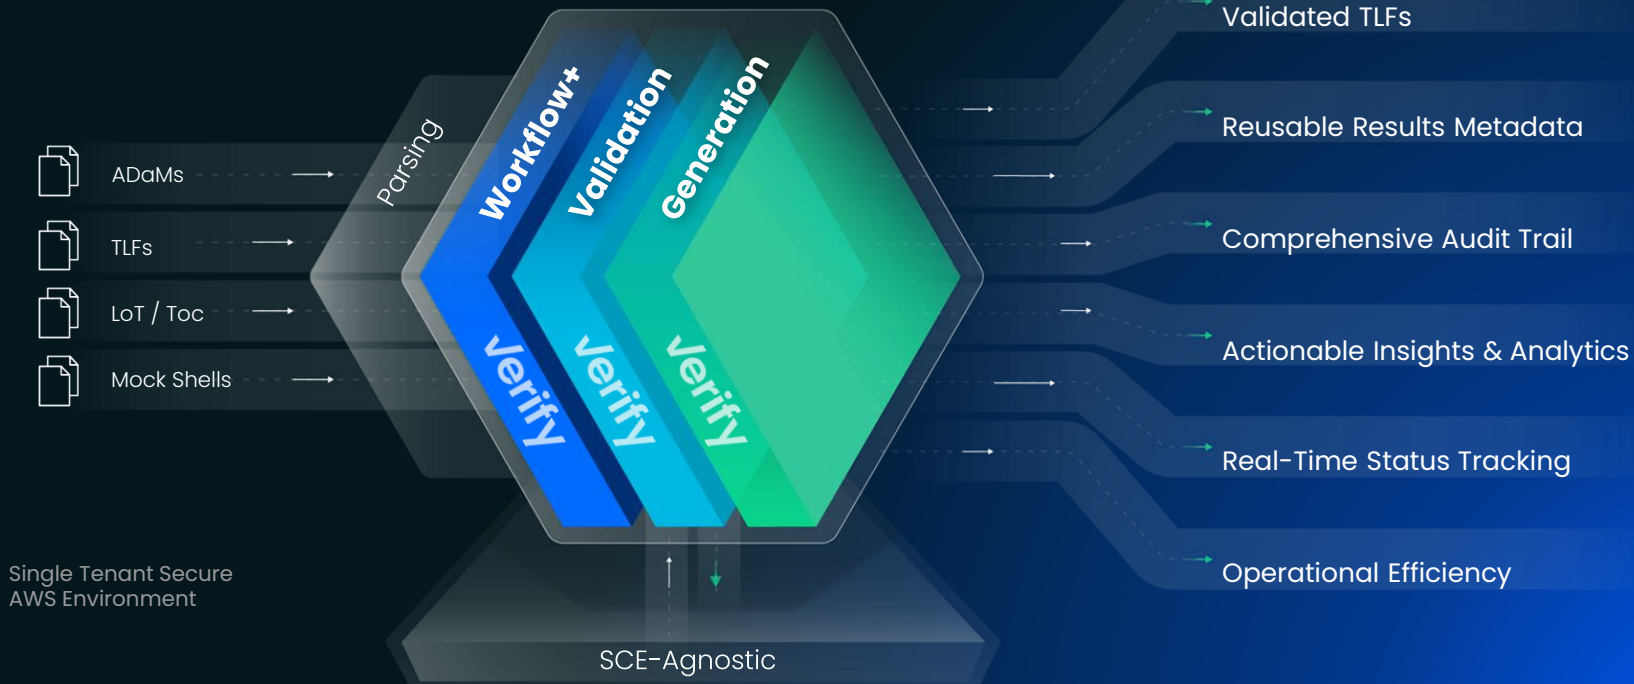 ADaMs
TLFs
LoT / Toc
Mock Shells
Parsing
Workflow+
Validation
Generation
Verify
Verify
Verify
Validated TLFs
Reusable Results Metadata
Comprehensive Audit Trail
Actionable Insights & Analytics
Real-Time Status Tracking
Operational Efficiency
Single Tenant Secure
AWS Environment
SCE-Agnostic